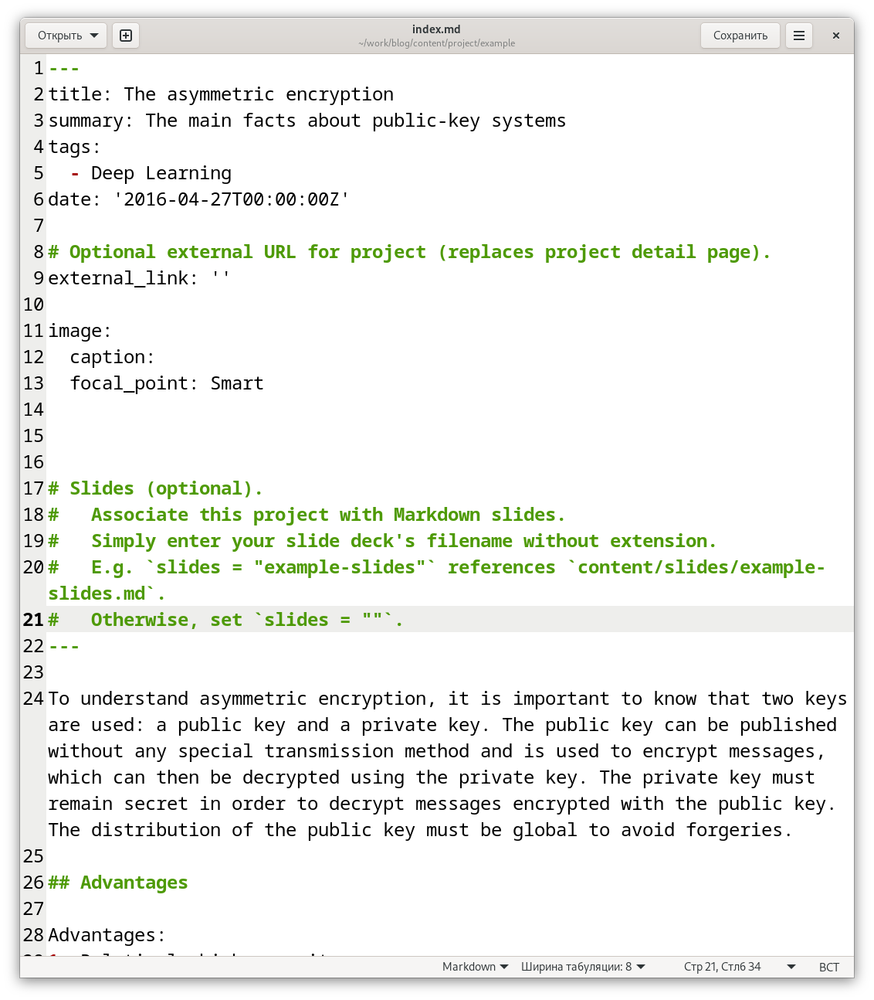 Открыть
index.md
~/work/blog/content/project/example
Сохранить
1 ---
2 title: The asymmetric encryption
3 summary: The main facts about public-key systems
4 tags:
5   - Deep Learning
6 date: '2016-04-27T00:00:00Z'
7
8 # Optional external URL for project (replaces project detail page).
9 external_link: ''
10
11 image:
12   caption:
13   focal_point: Smart
14
15
16
17 # Slides (optional).
18 #   Associate this project with Markdown slides.
19 #   Simply enter your slide deck's filename without extension.
20 #   E.g. `slides = "example-slides"` references `content/slides/example-
slides.md`.
21 #   Otherwise, set `slides = ""`.
22 ---
23
24 To understand asymmetric encryption, it is important to know that two keys
are used: a public key and a private key. The public key can be published
without any special transmission method and is used to encrypt messages,
which can then be decrypted using the private key. The private key must
remain secret in order to decrypt messages encrypted with the public key.
The distribution of the public key must be global to avoid forgeries.
25
26 ## Advantages
27
28 Advantages:
Markdown Ширина табуляции: 8 Стр 21, Стлб 34 ВСТ